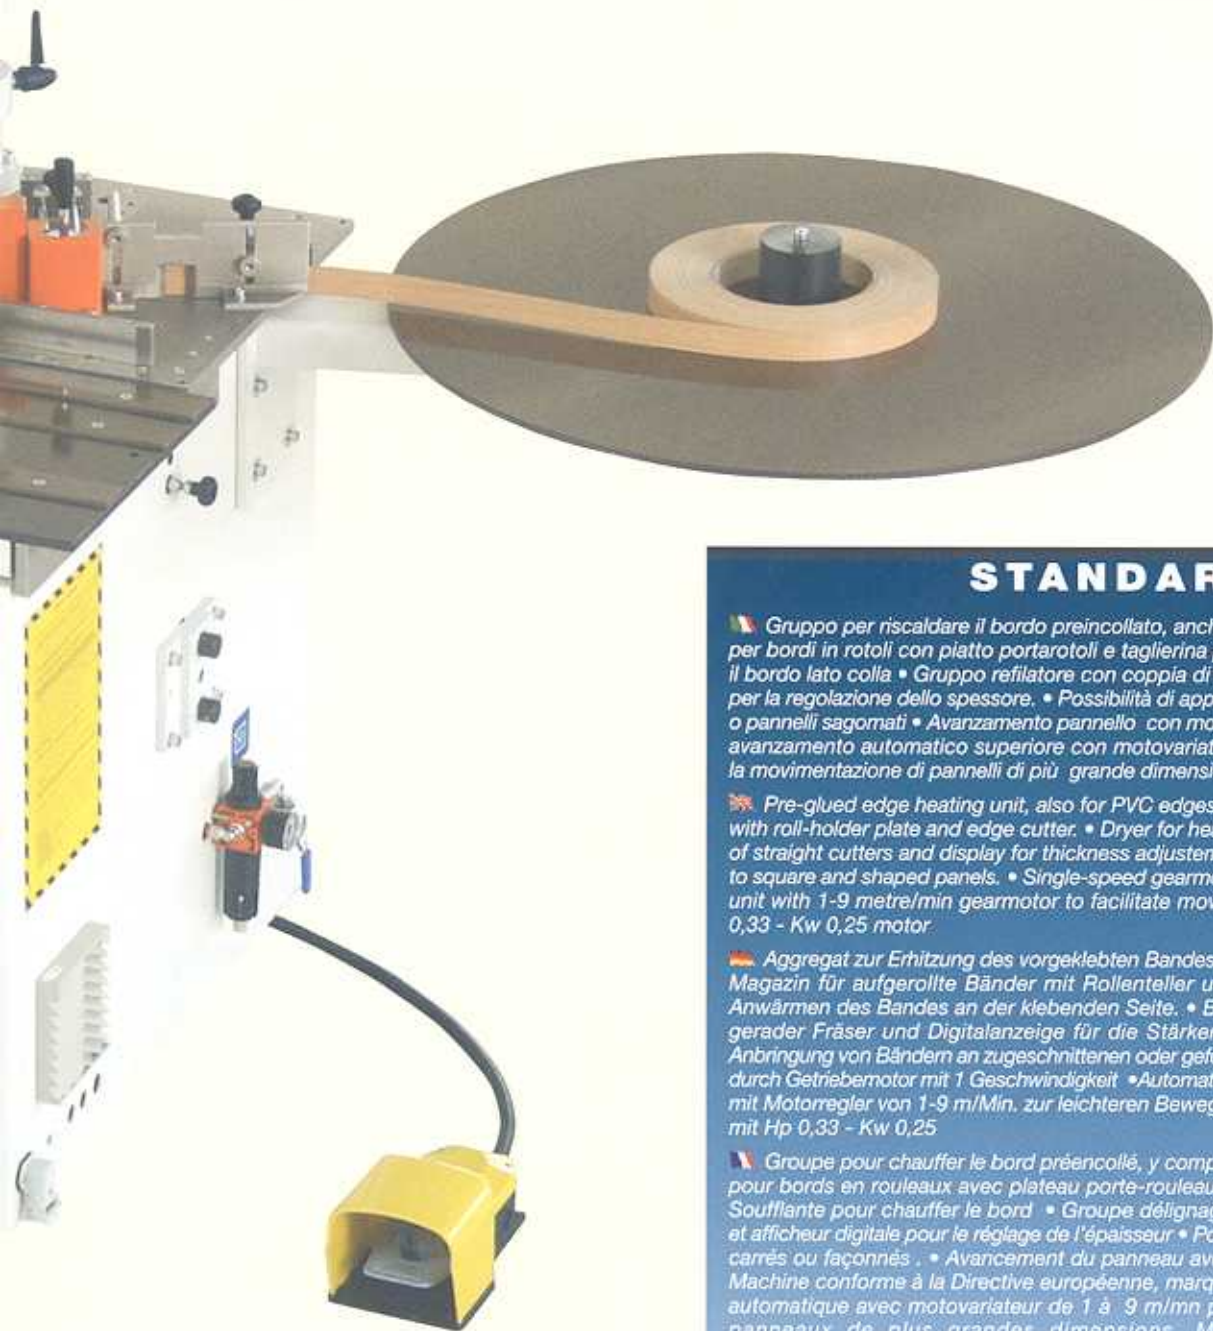 STANDAR
Gruppo per riscaldare il bordo preincollato, anch
per bordi in rotoli con piatto portarotoli e taglierina
il bordo lato colla • Gruppo refilatore con coppia di
per la regolazione dello spessore. • Possibilità di app
o pannelli sagomati • Avanzamento pannello con mo
avanzamento automatico superiore con motovariat
la movimentazione di pannelli di più grande dimensi
Pre-glued edge heating unit, also for PVC edges
with roll-holder plate and edge cutter. • Dryer for hea
of straight cutters and display for thickness adjustem
to square and shaped panels. • Single-speed gearmo
unit with 1-9 metre/min gearmotor to facilitate mov
0,33 - Kw 0,25 motor
Aggregat zur Erhitzung des vorgeklebten Bandes
Magazin für aufgerollte Bänder mit Rollenteller u
Anwärmen des Bandes an der klebenden Seite. • B
gerader Fräser und Digitalanzeige für die Stärken
Anbringung von Bändern an zugeschnittenen oder gef
durch Getriebemotor mit 1 Geschwindigkeit •Automat
mit Motorregler von 1-9 m/Min. zur leichteren Beweg
mit Hp 0,33 - Kw 0,25
Groupe pour chauffer le bord préencollé, y comp
pour bords en rouleaux avec plateau porte-rouleau
Soufflante pour chauffer le bord • Groupe délignag
et afficheur digitale pour le réglage de l'épaisseur • Po
carrés ou façonnés . • Avancement du panneau av
Machine conforme à la Directive européenne, marq
automatique avec motovariateur de 1 à 9 m/mn p
panneaux de plus grandes dimensions. M